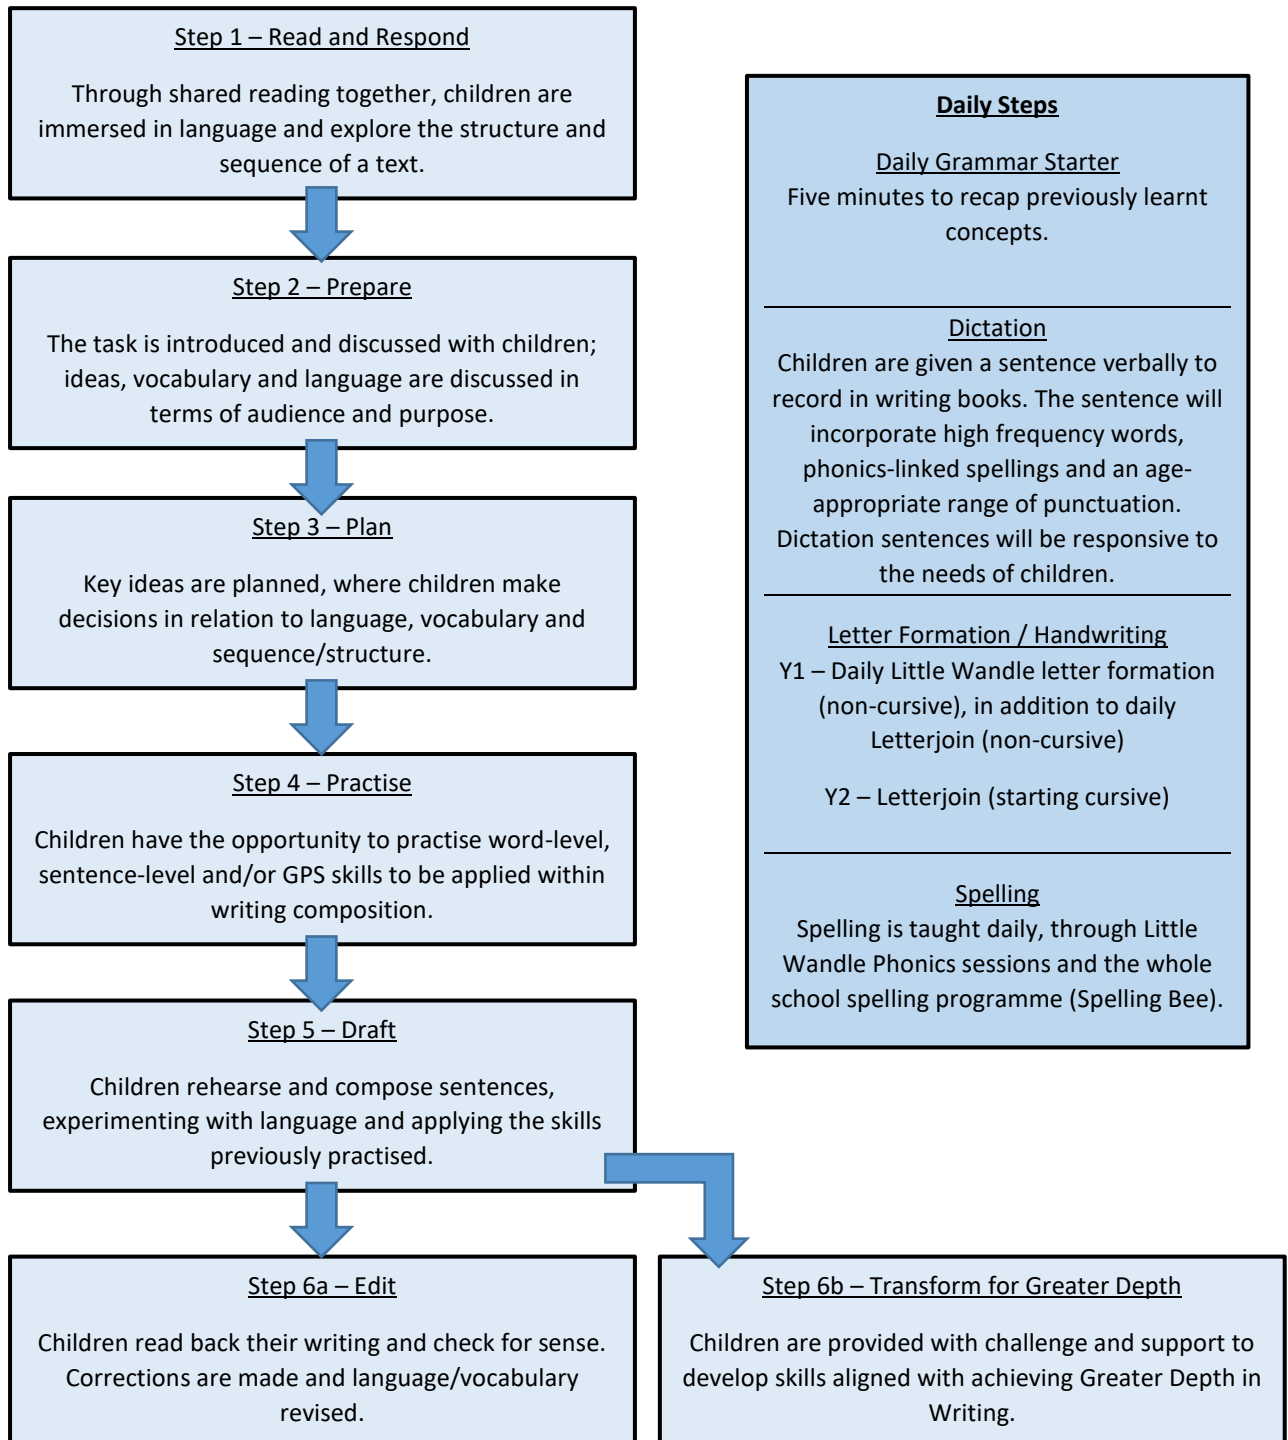 Step 1 – Read and Respond
Through shared reading together, children are
immersed in language and explore the structure and
sequence of a text.
Step 2 – Prepare
The task is introduced and discussed with children;
ideas, vocabulary and language are discussed in
terms of audience and purpose.
Step 3 – Plan
Key ideas are planned, where children make
decisions in relation to language, vocabulary and
sequence/structure.
Step 4 – Practise
Children have the opportunity to practise word-level,
sentence-level and/or GPS skills to be applied within
writing composition.
Step 5 – Draft
Children rehearse and compose sentences,
experimenting with language and applying the skills
previously practised.
Step 6a – Edit
Children read back their writing and check for sense.
Corrections are made and language/vocabulary
revised.
Step 6b – Transform for Greater Depth
Children are provided with challenge and support to
develop skills aligned with achieving Greater Depth in
Writing.
Daily Steps
Daily Grammar Starter
Five minutes to recap previously learnt
concepts.
Dictation
Children are given a sentence verbally to
record in writing books. The sentence will
incorporate high frequency words,
phonics-linked spellings and an age-
appropriate range of punctuation.
Dictation sentences will be responsive to
the needs of children.
Letter Formation / Handwriting
Y1 – Daily Little Wandle letter formation
(non-cursive), in addition to daily
Letterjoin (non-cursive)
Y2 – Letterjoin (starting cursive)
Spelling
Spelling is taught daily, through Little
Wandle Phonics sessions and the whole
school spelling programme (Spelling Bee).